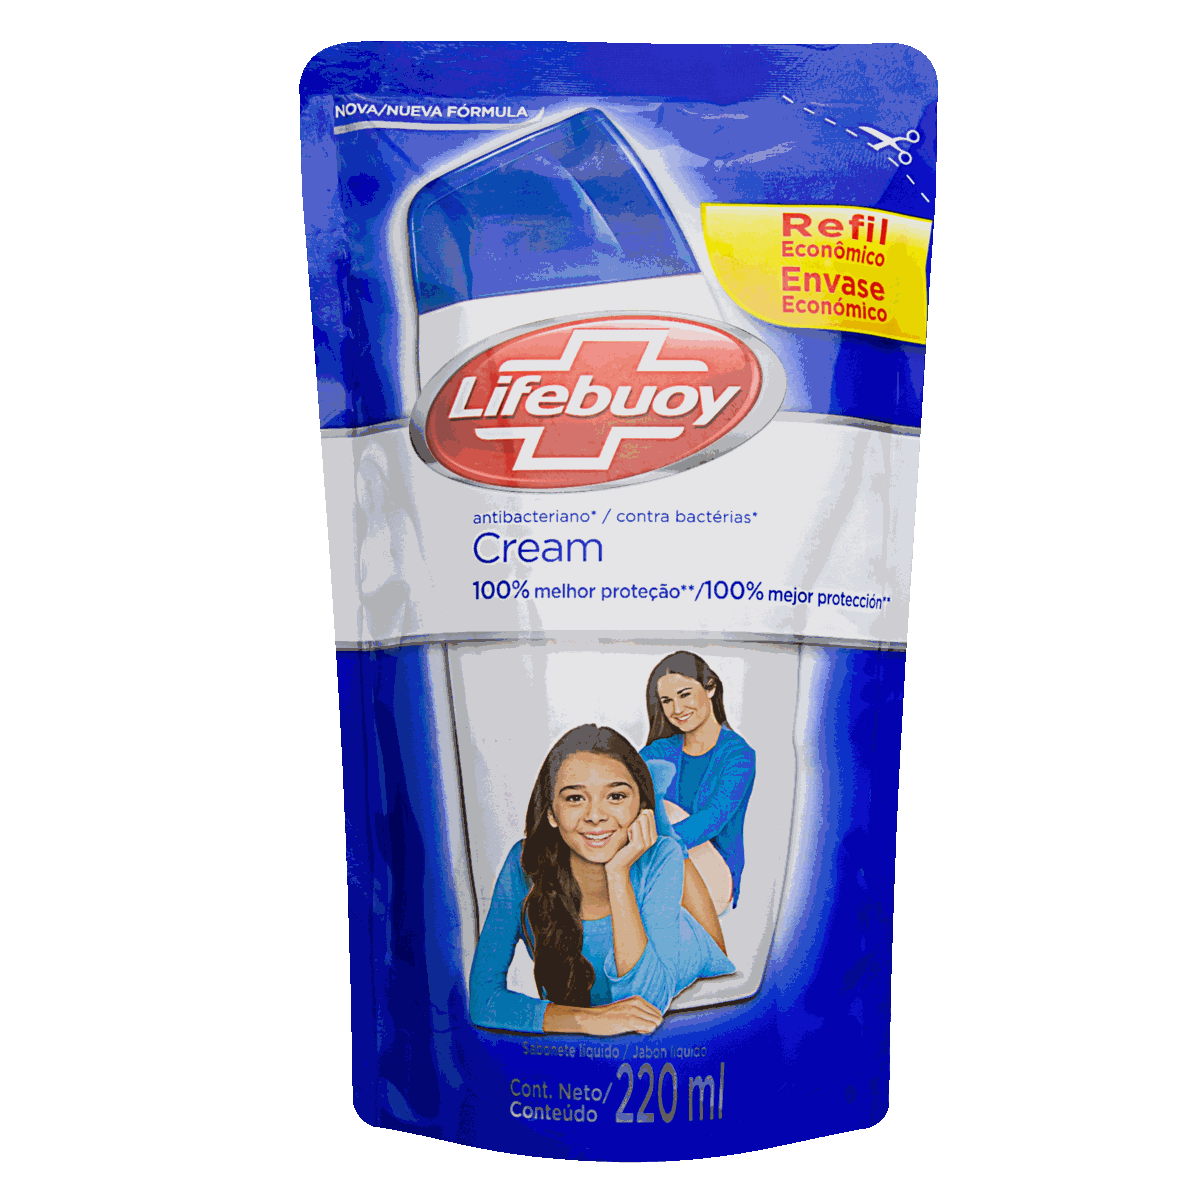 NOVA/NUEVA FÓRMULA
Refil
Econômico
Envase
Económico
Lifebuoy
antibacteriano* / contra bactérias*
Cream
100% melhor proteção**/100% mejor protección**
Sabonete líquido / Jabón líquido
Cont. Neto/
Conteúdo 220 ml